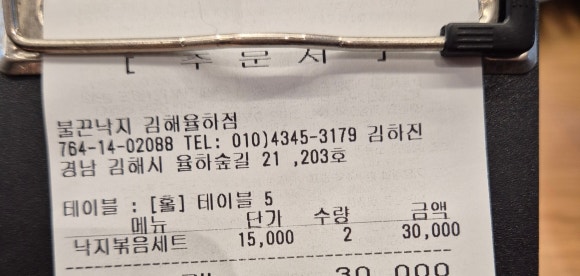 [ 주 문 서 ]
불끈낙지 김해율하점
764-14-02088 TEL: 010)4345-3179 김하진
경남 김해시 율하숲길 21 ,203호
테이블 : [홀] 테이블 5
메뉴 단가 수량 금액
낙지볶음세트 15,000 2 30,000
30,000